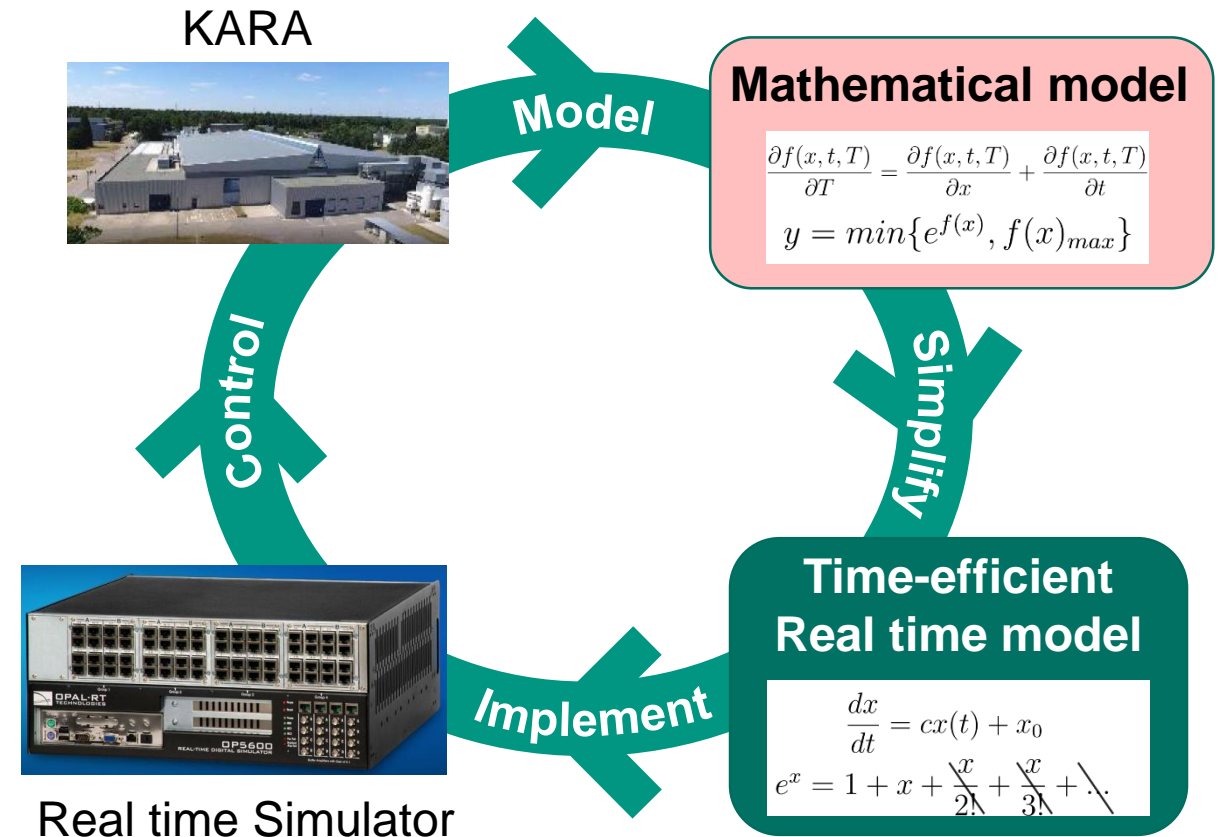 KARA
Model
Mathematical model
∂f(x, t, T)/∂T = ∂f(x, t, T)/∂x + ∂f(x, t, T)/∂t
y = min{e^{f(x)}, f(x)_{max}}
Control
Simplify
Time-efficient
Real time model
dx/dt = cx(t) + x_0
e^x = 1 + x + x/2! + x/3! + ...
Implement
OPAL-RT
TECHNOLOGIES
OP5600
REAL-TIME DIGITAL SIMULATOR
Real time Simulator